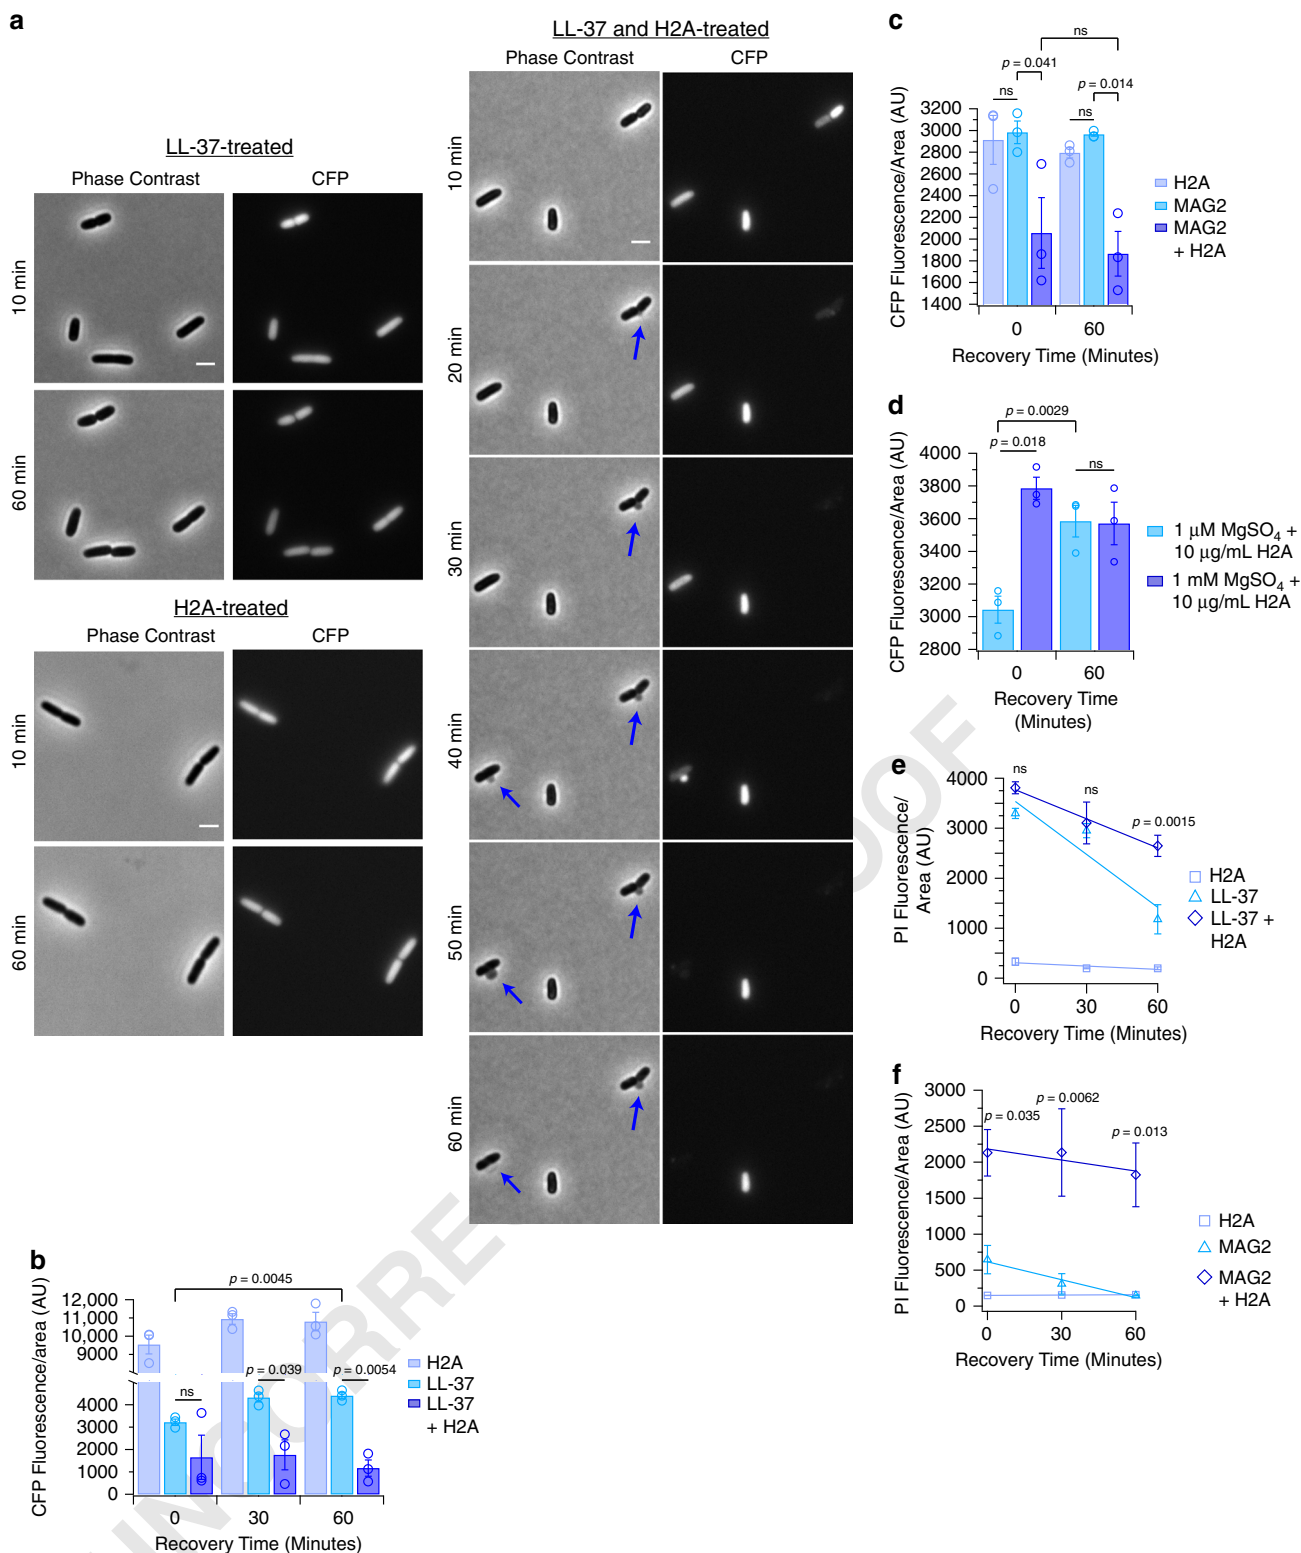 a
LL-37-treated
Phase Contrast
CFP
10 min
60 min
H2A-treated
Phase Contrast
CFP
10 min
60 min
LL-37 and H2A-treated
Phase Contrast
CFP
10 min
20 min
30 min
40 min
50 min
60 min
b
CFP Fluorescence/area (AU)
12,000
11,000
10,000
9000
4000
3000
2000
1000
0
p = 0.0045
ns
p = 0.039
p = 0.0054
0
30
60
Recovery Time (Minutes)
H2A
LL-37
LL-37
+ H2A
c
CFP Fluorescence/Area (AU)
3200
3000
2800
2600
2400
2200
2000
1800
1600
1400
ns
p = 0.041
ns
p = 0.014
ns
0
60
Recovery Time (Minutes)
H2A
MAG2
MAG2
+ H2A
d
CFP Fluorescence/Area (AU)
4000
3800
3600
3400
3200
3000
2800
p = 0.0029
p = 0.018
ns
0
60
Recovery Time
(Minutes)
1 µM MgSO4 +
10 µg/mL H2A
1 mM MgSO4 +
10 µg/mL H2A
e
PI Fluorescence/
Area (AU)
4000
3000
2000
1000
0
ns
ns
p = 0.0015
0
30
60
Recovery Time (Minutes)
H2A
LL-37
LL-37 +
H2A
f
PI Fluorescence/Area (AU)
3000
2500
2000
1500
1000
500
0
p = 0.035
p = 0.0062
p = 0.013
0
30
60
Recovery Time (Minutes)
H2A
MAG2
MAG2
+ H2A
UNCORRE
OOF